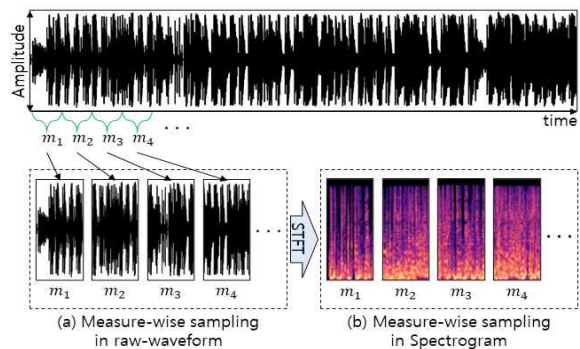 Amplitude
time
m₁ m₂ m₃ m₄ ...
STFT
... ...
m₁ m₂ m₃ m₄ m₁ m₂ m₃ m₄
(a) Measure-wise sampling
in raw-waveform
(b) Measure-wise sampling
in Spectrogram